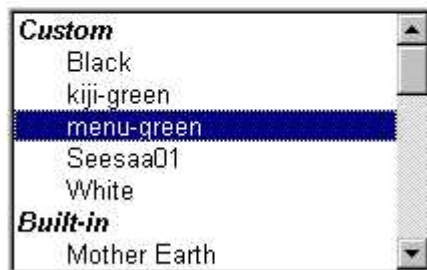 Custom
Black
kiji-green
menu-green
Seesaa01
White
Built-in
Mother Earth